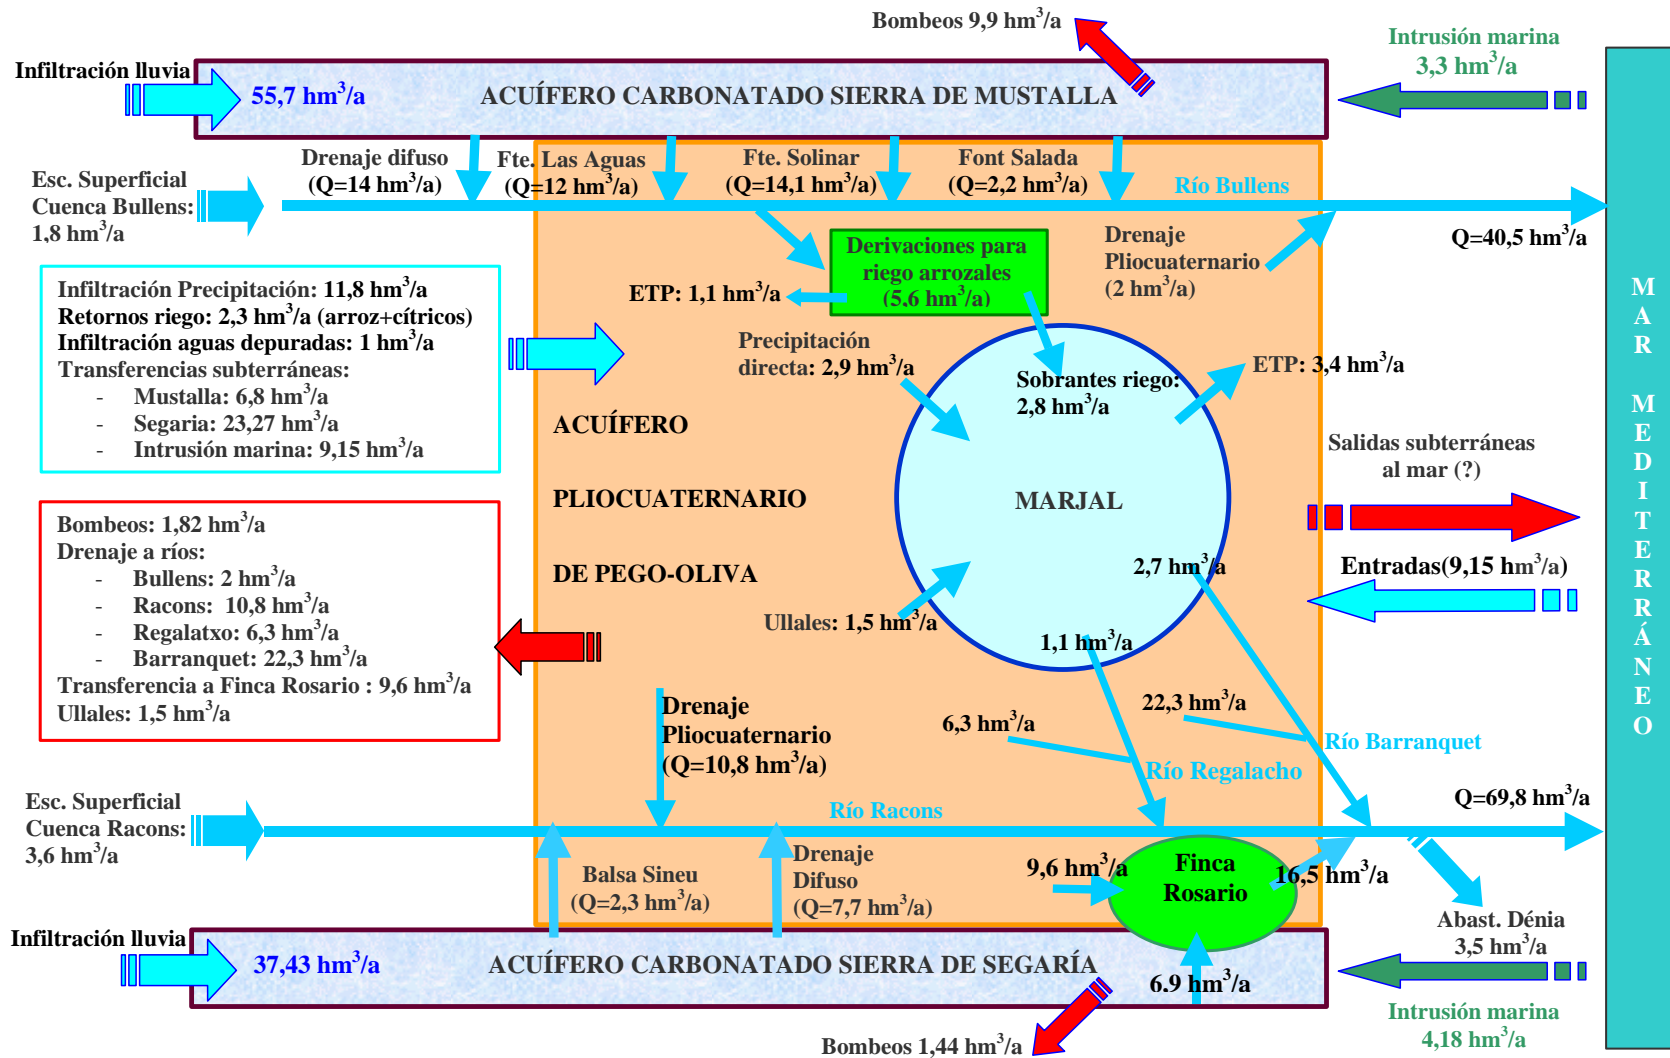 Bombeos 9,9 hm³/a
Intrusión marina
3,3 hm³/a
Infiltración lluvia
55,7 hm³/a
ACUÍFERO CARBONATADO SIERRA DE MUSTALLA
Drenaje difuso
(Q=14 hm³/a)
Fte. Las Aguas
(Q=12 hm³/a)
Fte. Solinar
(Q=14,1 hm³/a)
Font Salada
(Q=2,2 hm³/a)
Río Bullens
Esc. Superficial
Cuenca Bullens:
1,8 hm³/a
Q=40,5 hm³/a
Derivaciones para
riego arrozales
(5,6 hm³/a)
Drenaje
Pliocuaternario
(2 hm³/a)
ETP: 1,1 hm³/a
Infiltración Precipitación: 11,8 hm³/a
Retornos riego: 2,3 hm³/a (arroz+cítricos)
Infiltración aguas depuradas: 1 hm³/a
Transferencias subterráneas:
- Mustalla: 6,8 hm³/a
- Segaria: 23,27 hm³/a
- Intrusión marina: 9,15 hm³/a
Precipitación
directa: 2,9 hm³/a
Sobrantes riego:
2,8 hm³/a
ETP: 3,4 hm³/a
ACUÍFERO
PLIOCUATERNARIO
DE PEGO-OLIVA
MARJAL
Salidas subterráneas
al mar (?)
Entradas(9,15 hm³/a)
MAR MEDITERRÁNEO
Bombeos: 1,82 hm³/a
Drenaje a ríos:
- Bullens: 2 hm³/a
- Racons: 10,8 hm³/a
- Regalatxo: 6,3 hm³/a
- Barranquet: 22,3 hm³/a
Transferencia a Finca Rosario : 9,6 hm³/a
Ullales: 1,5 hm³/a
Ullales: 1,5 hm³/a
2,7 hm³/a
1,1 hm³/a
Drenaje
Pliocuaternario
(Q=10,8 hm³/a)
6,3 hm³/a
22,3 hm³/a
Río Barranquet
Río Regalacho
Esc. Superficial
Cuenca Racons:
3,6 hm³/a
Río Racons
Q=69,8 hm³/a
Balsa Sineu
(Q=2,3 hm³/a)
Drenaje
Difuso
(Q=7,7 hm³/a)
9,6 hm³/a
Finca
Rosario
16,5 hm³/a
Abast. Dénia
3,5 hm³/a
Infiltración lluvia
37,43 hm³/a
ACUÍFERO CARBONATADO SIERRA DE SEGARÍA
6.9 hm³/a
Bombeos 1,44 hm³/a
Intrusión marina
4,18 hm³/a